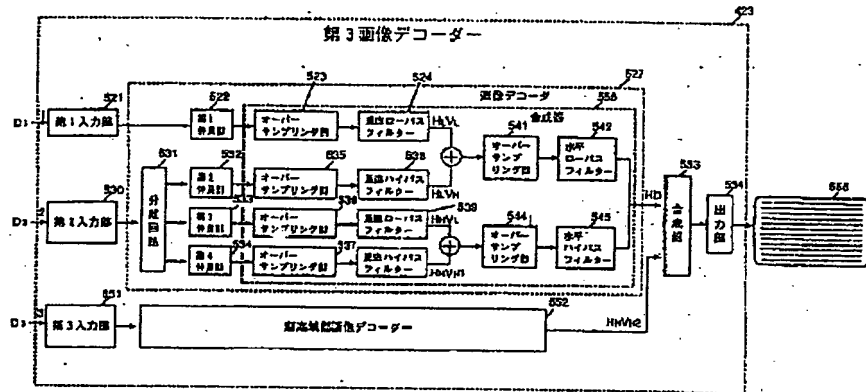 第3画像デコーダー
423
527
画像デコーダ
556
合成器
D1
521
第1入力部
522
第1伸長部
523
オーバー
サンプリング部
524
垂直ローパス
フィルター
HLVL
541
オーバー
サンプ
リング部
542
水平
ローパス
フィルター
D2
530
第2入力部
531
分離回路
532
第2
伸長部
535
オーバー
サンプリング部
538
垂直ハイパス
フィルター
HLVH
533
第3
伸長部
536
オーバー
サンプリング部
539
垂直ローパス
フィルター
HHVL
544
オーバー
サンプ
リング部
545
水平
ハイパス
フィルター
534
伸長部
537
オーバー
サンプリング部
垂直ハイパス
フィルター
HHVH1
HD
553
合成部
554
出力部
555
D3
551
第3入力部
552
画像デコーダー
HHVH2